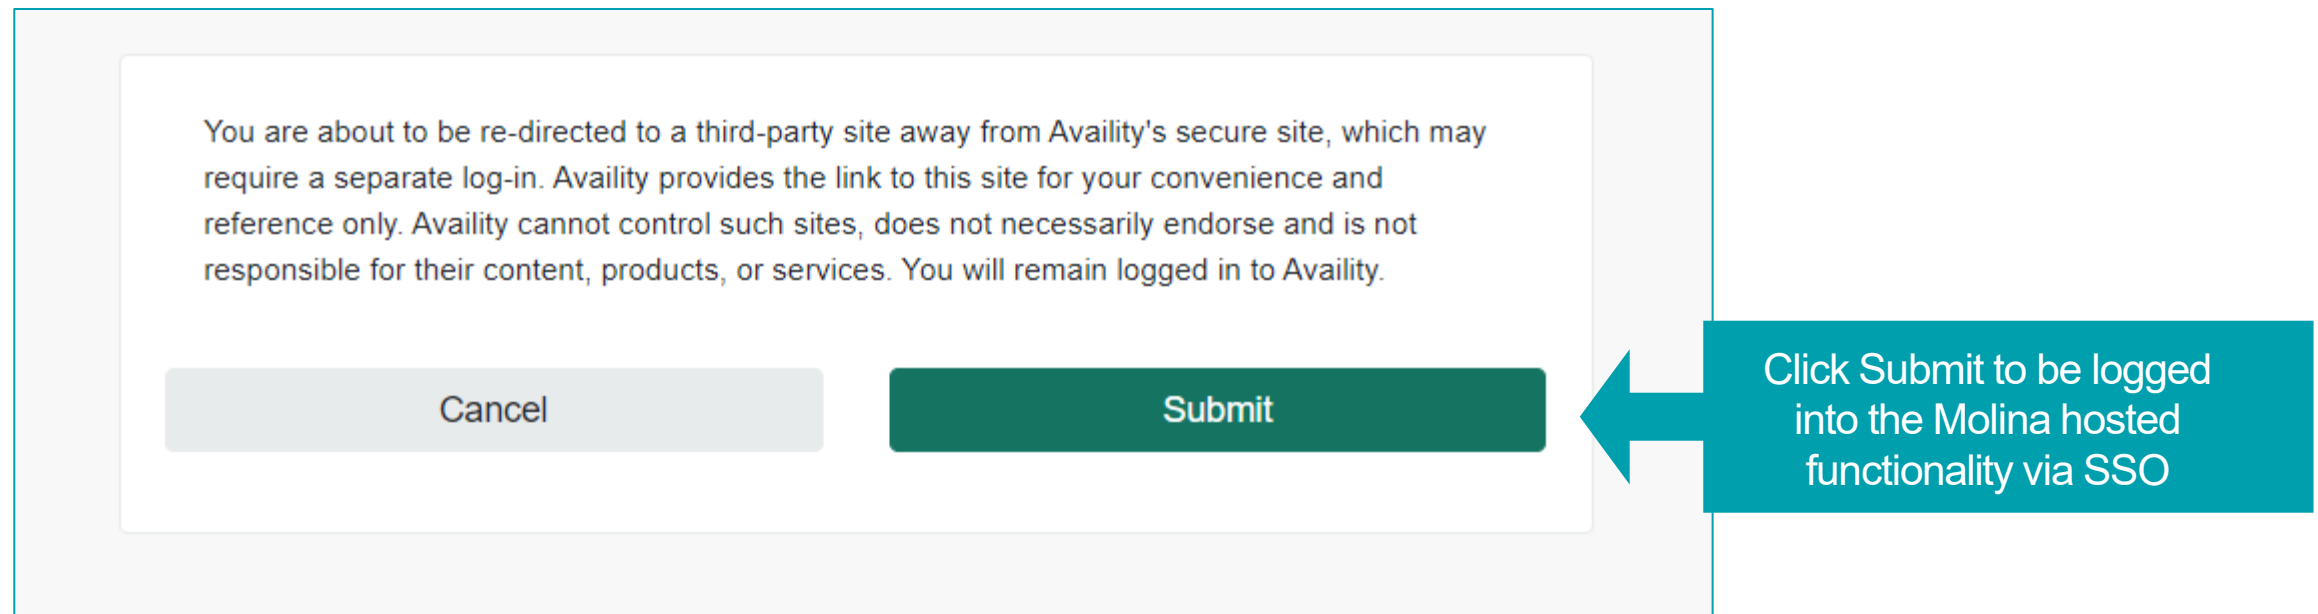 You are about to be re-directed to a third-party site away from Availity's secure site, which may
require a separate log-in. Availity provides the link to this site for your convenience and
reference only. Availity cannot control such sites, does not necessarily endorse and is not
responsible for their content, products, or services. You will remain logged in to Availity.
Cancel
Submit
Click Submit to be logged
into the Molina hosted
functionality via SSO